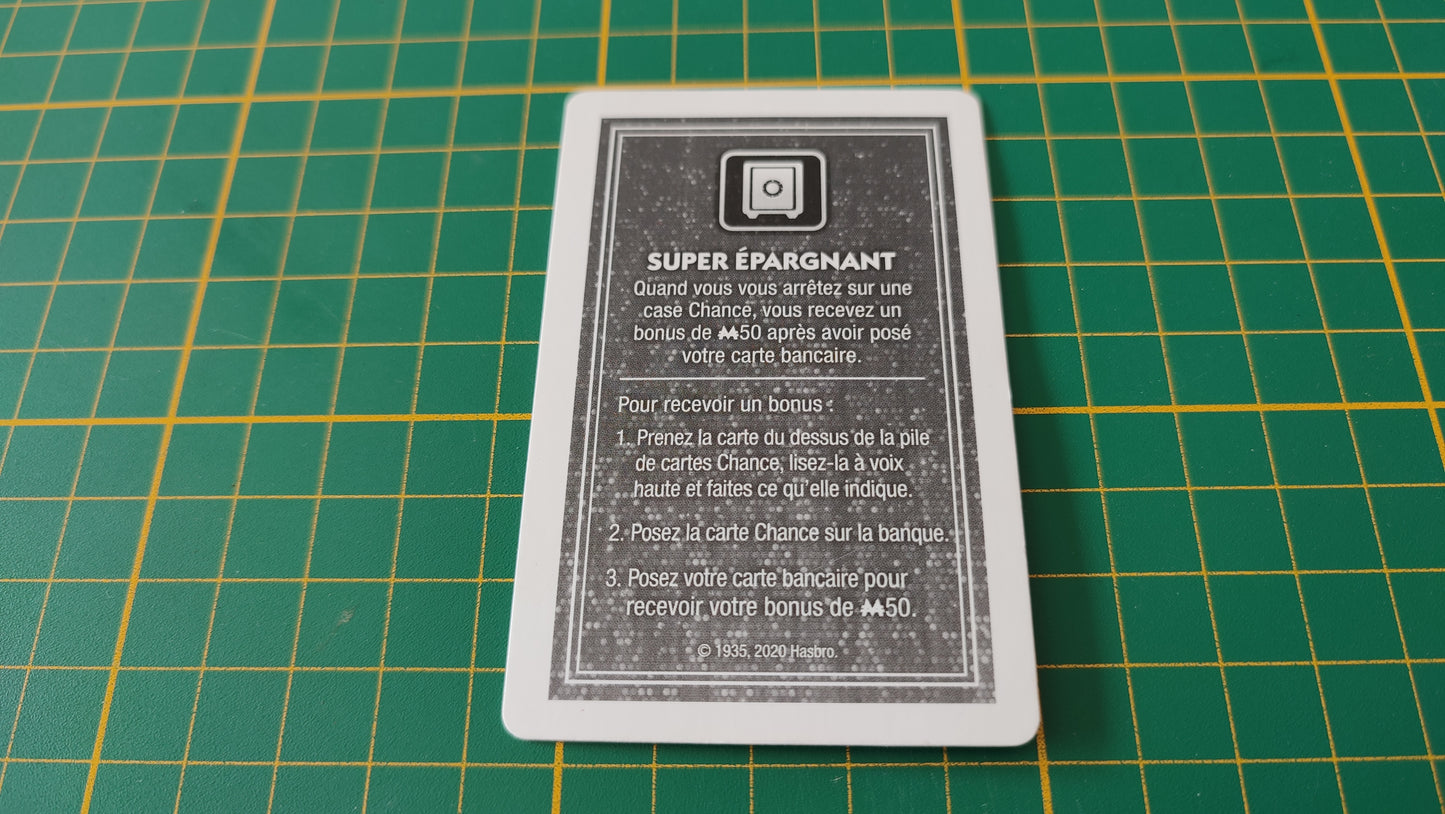 SUPER ÉPARGNANT
Quand vous vous arrêtez sur une
case Chance, vous recevez un
bonus de M50 après avoir posé
votre carte bancaire.
Pour recevoir un bonus :
1. Prenez la carte du dessus de la pile
de cartes Chance, lisez-la à voix
haute et faites ce qu'elle indique.
2. Posez la carte Chance sur la banque.
3. Posez votre carte bancaire pour
recevoir votre bonus de M50.
© 1935, 2020 Hasbro.